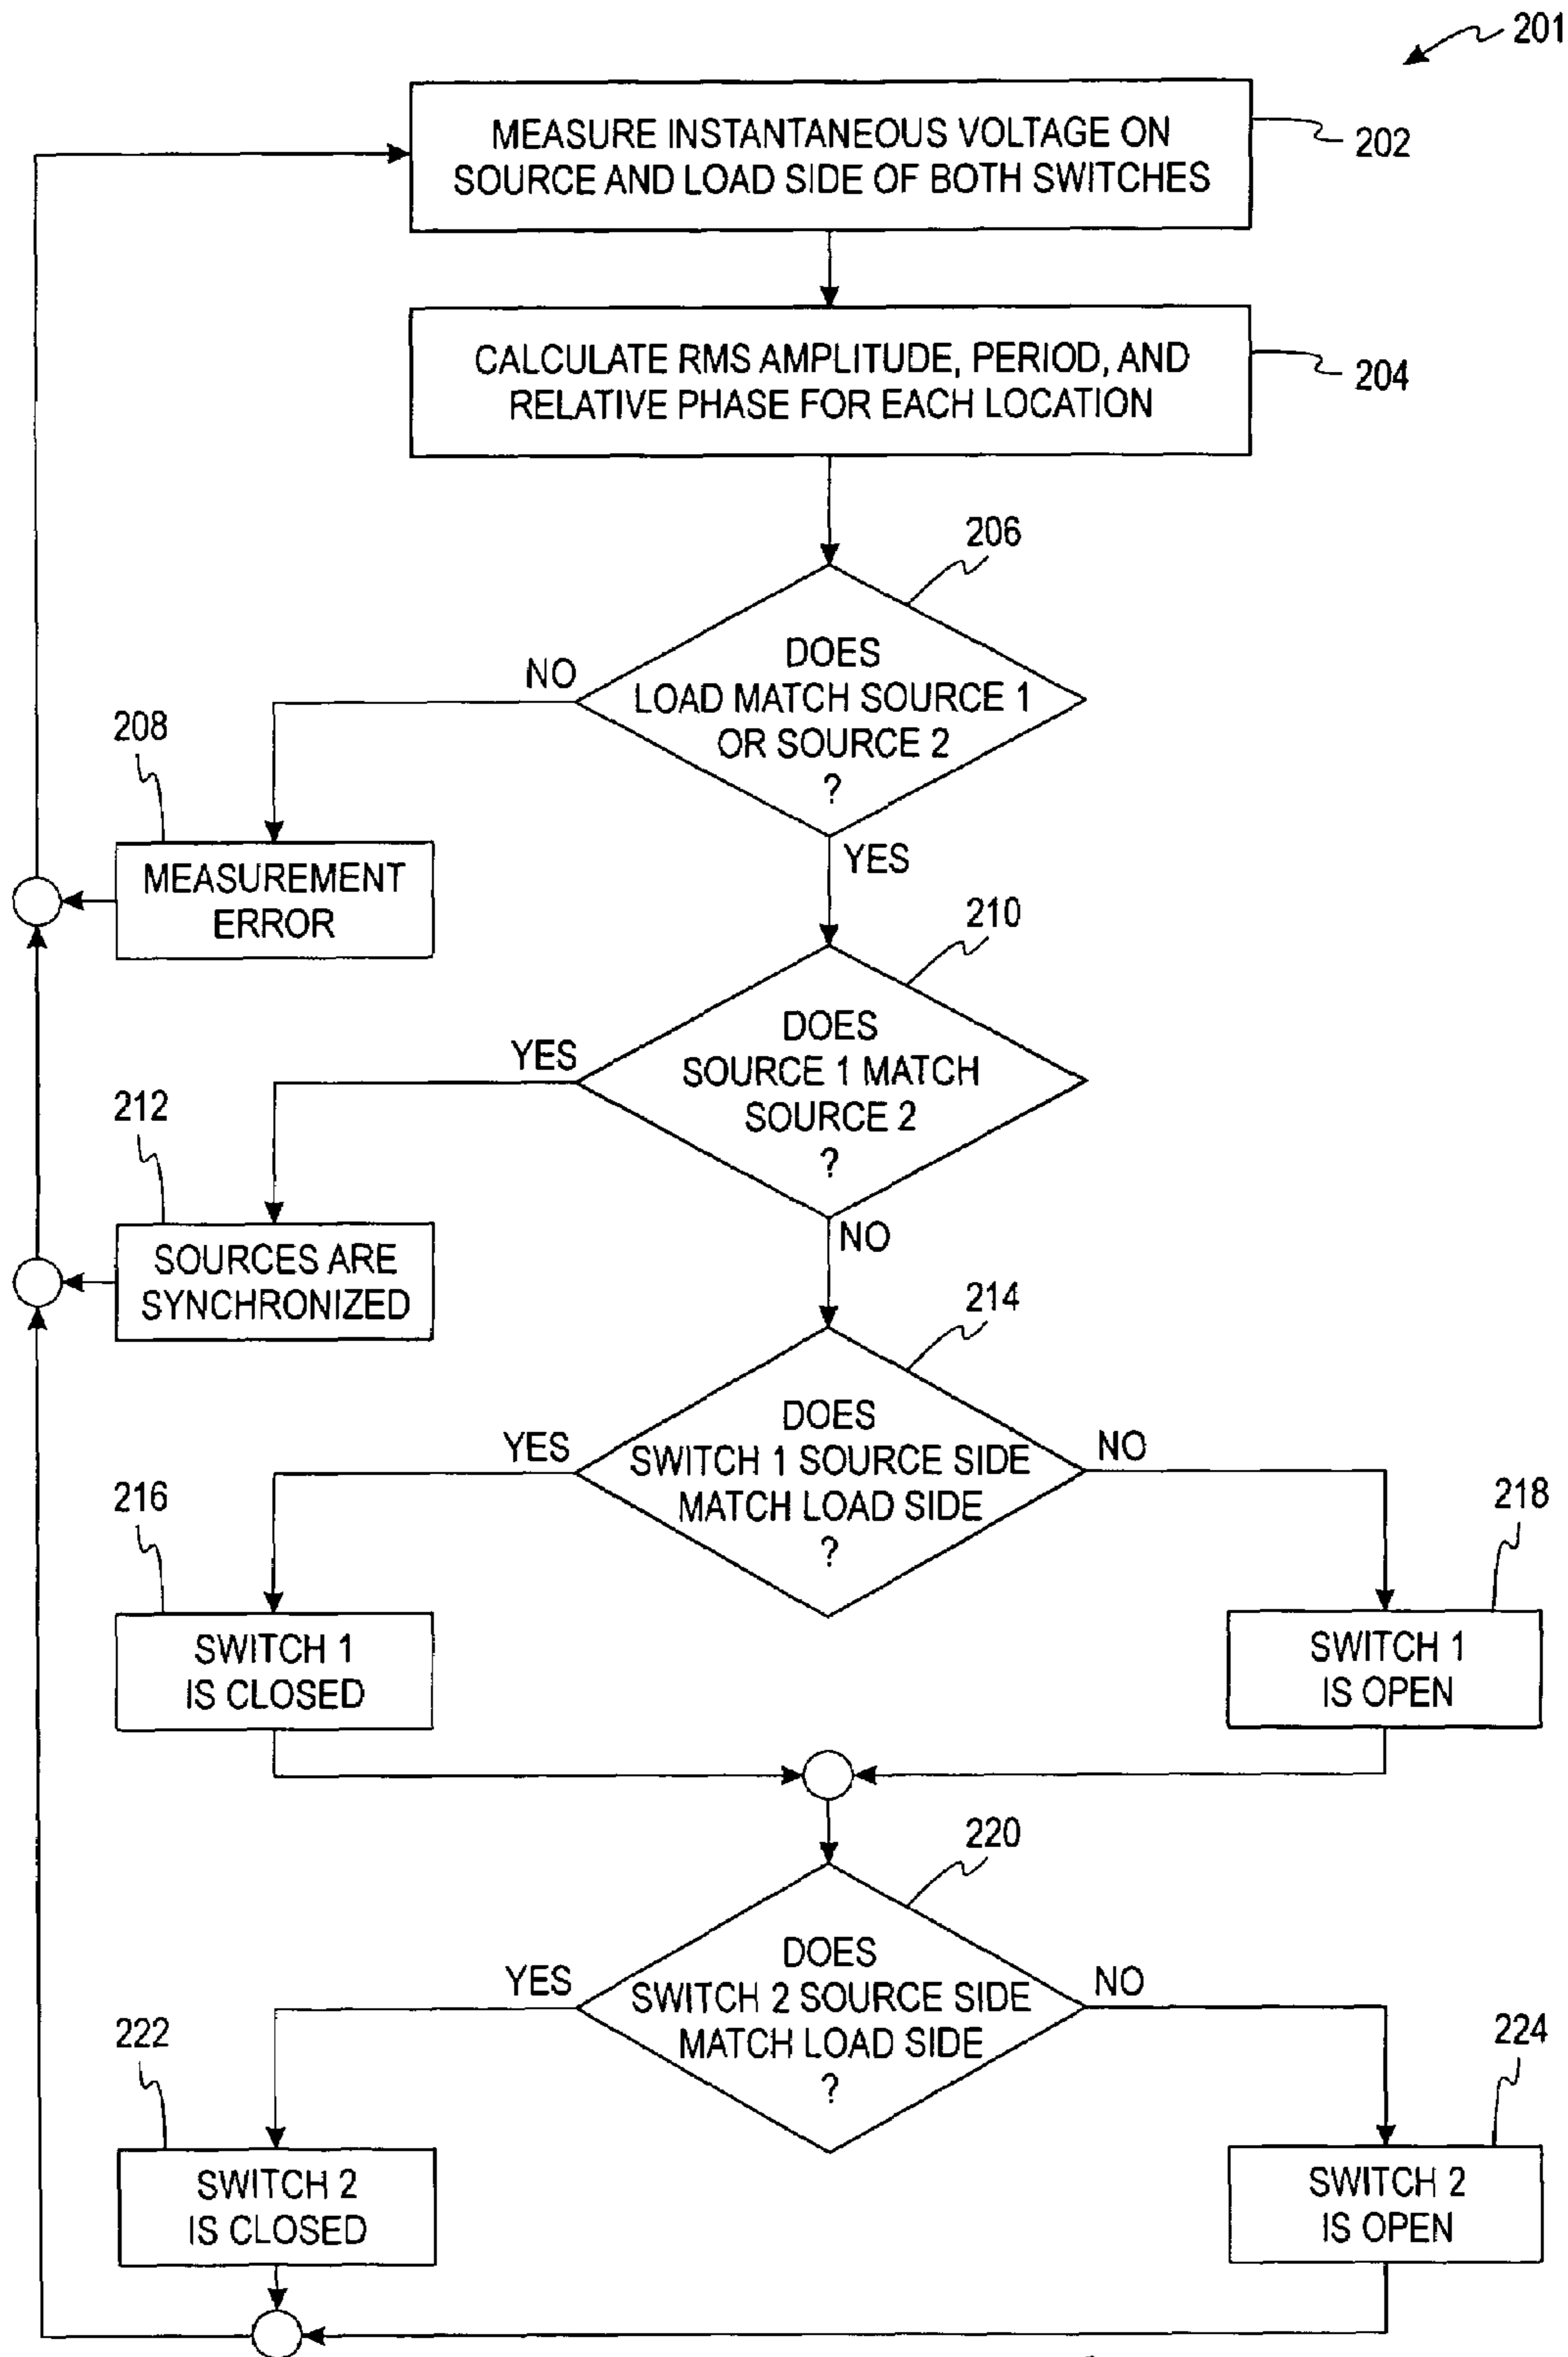 201
MEASURE INSTANTANEOUS VOLTAGE ON
SOURCE AND LOAD SIDE OF BOTH SWITCHES
202
CALCULATE RMS AMPLITUDE, PERIOD, AND
RELATIVE PHASE FOR EACH LOCATION
204
206
DOES
LOAD MATCH SOURCE 1
OR SOURCE 2
?
NO
YES
208
MEASUREMENT
ERROR
210
DOES
SOURCE 1 MATCH
SOURCE 2
?
YES
NO
212
SOURCES ARE
SYNCHRONIZED
214
DOES
SWITCH 1 SOURCE SIDE
MATCH LOAD SIDE
?
YES
NO
216
SWITCH 1
IS CLOSED
218
SWITCH 1
IS OPEN
220
DOES
SWITCH 2 SOURCE SIDE
MATCH LOAD SIDE
?
YES
NO
222
SWITCH 2
IS CLOSED
224
SWITCH 2
IS OPEN